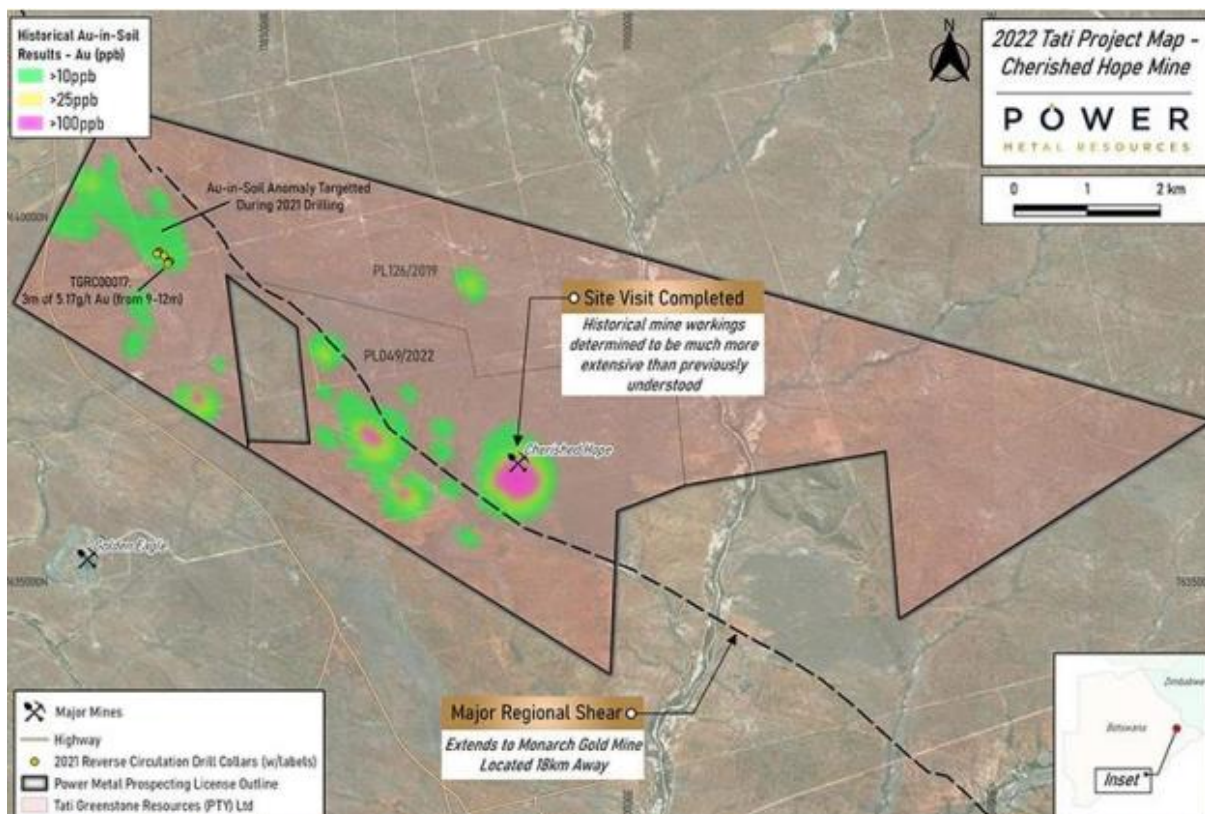 Historical Au-in-Soil
Results - Au (ppb)
>10ppb
>25ppb
>100ppb
N
2022 Tati Project Map -
Cherished Hope Mine
POWER
METAL RESOURCES
0 1 2 km
Au-in-Soil Anomaly Targetted
During 2021 Drilling
TGRC00017:
3m of 5.17g/t Au (from 9-12m)
PL126/2019
Site Visit Completed
Historical mine workings
determined to be much more
extensive than previously
understood
PL049/2022
Cherished Hope
Golden Eagle
Major Regional Shear
Extends to Monarch Gold Mine
Located 18km Away
Major Mines
Highway
2021 Reverse Circulation Drill Collars (w/labels)
Power Metal Prospecting License Outline
Tati Greenstone Resources (PTY) Ltd
Zimbabwe
Botswana
Inset